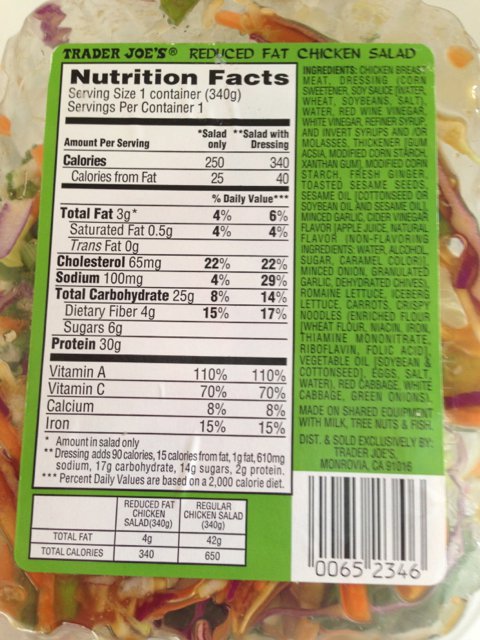 TRADER JOE'S® REDUCED FAT CHICKEN SALAD
Nutrition Facts
Serving Size 1 container (340g)
Servings Per Container 1
Amount Per Serving *Salad only **Salad with Dressing
Calories 250 340
Calories from Fat 25 40
% Daily Value***
Total Fat 3g* 4% 6%
Saturated Fat 0.5g 4% 4%
Trans Fat 0g
Cholesterol 65mg 22% 22%
Sodium 100mg 4% 29%
Total Carbohydrate 25g 8% 14%
Dietary Fiber 4g 15% 17%
Sugars 6g
Protein 30g
Vitamin A 110% 110%
Vitamin C 70% 70%
Calcium 8% 8%
Iron 15% 15%
* Amount in salad only
** Dressing adds 90 calories, 15 calories from fat, 1g fat, 610mg
sodium, 17g carbohydrate, 14g sugars, 2g protein.
*** Percent Daily Values are based on a 2,000 calorie diet.
REDUCED FAT CHICKEN SALAD(340g) REGULAR CHICKEN SALAD (340g)
TOTAL FAT 4g 42g
TOTAL CALORIES 340 650
INGREDIENTS: CHICKEN BREAST
MEAT, DRESSING (CORN
SWEETENER, SOY SAUCE [WATER,
WHEAT, SOYBEANS, SALT],
WATER, RED WINE VINEGAR,
WHITE VINEGAR, REFINER SYRUP,
AND INVERT SYRUPS AND /OR
MOLASSES, THICKENER [GUM
ACSIA, MODIFIED CORN STARCH,
XANTHAN GUM], MODIFIED CORN
STARCH, FRESH GINGER,
TOASTED SESAME SEEDS,
SESAME OIL [COTTONSEED OR
SOYBEAN OIL AND SESAME OIL],
MINCED GARLIC, CIDER VINEGAR
FLAVOR [APPLE JUICE, NATURAL
FLAVOR (NON-FLAVORING
INGREDIENTS: WATER, ALCOHOL,
SUGAR, CARAMEL COLOR)],
MINCED ONION, GRANULATED
GARLIC, DEHYDRATED CHIVES),
ROMAINE LETTUCE, ICEBERG
LETTUCE, CARROTS, CRISPY
NOODLES (ENRICHED FLOUR
[WHEAT FLOUR, NIACIN, IRON,
THIAMINE MONONITRATE,
RIBOFLAVIN, FOLIC ACID],
VEGETABLE OIL [SOYBEAN &
COTTONSEED], EGGS, SALT,
WATER), RED CABBAGE, WHITE
CABBAGE, GREEN ONIONS).
MADE ON SHARED EQUIPMENT
WITH MILK, TREE NUTS & FISH.
DIST. & SOLD EXCLUSIVELY BY:
TRADER JOE'S,
MONROVIA, CA 91016
0065 2346